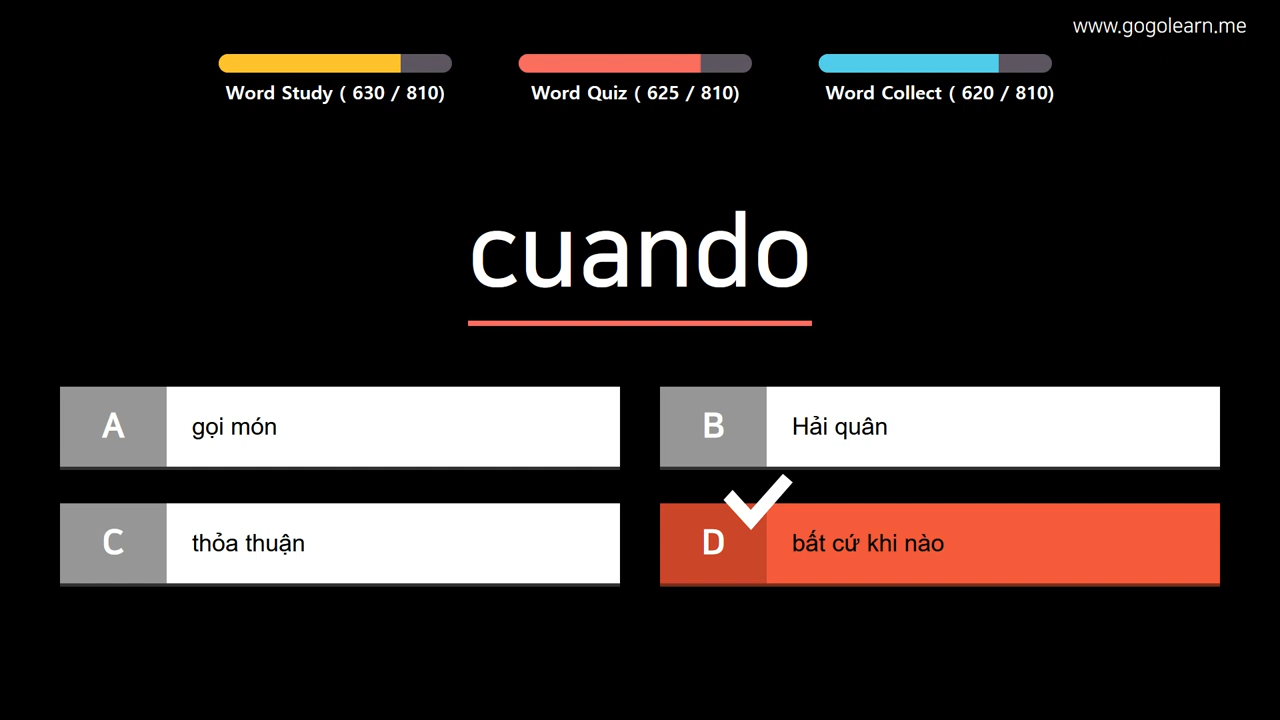 www.gogolearn.me
Word Study ( 630 / 810)
Word Quiz ( 625 / 810)
Word Collect ( 620 / 810)
cuando
A gọi món
B Hải quân
C thỏa thuận
D bất cứ khi nào